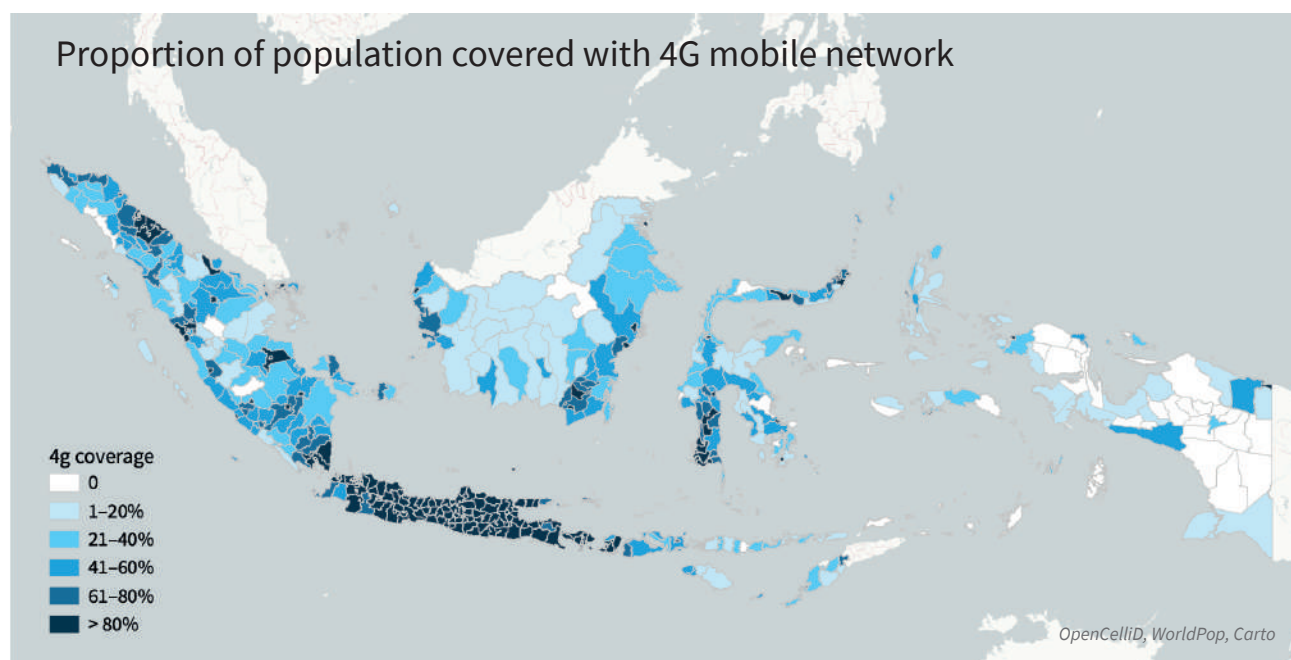 Proportion of population covered with 4G mobile network
4g coverage
0
1–20%
21–40%
41–60%
61–80%
> 80%
OpenCelliD, WorldPop, Carto